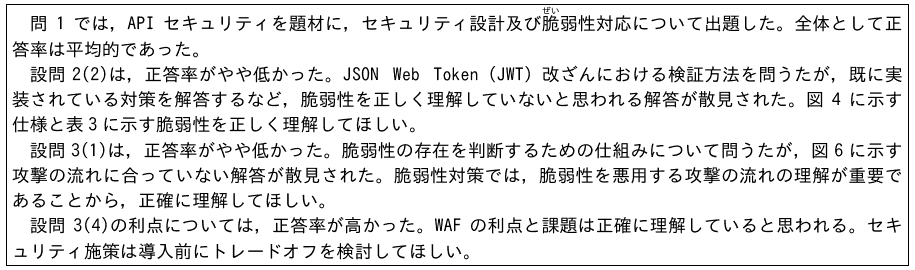 問 1 では，API セキュリティを題材に，セキュリティ設計及び脆弱性対応について出題した。全体として正
答率は平均的であった。
設問 2(2)は，正答率がやや低かった。JSON Web Token（JWT）改ざんにおける検証方法を問うたが，既に実
装されている対策を解答するなど，脆弱性を正しく理解していないと思われる解答が散見された。図 4 に示す
仕様と表 3 に示す脆弱性を正しく理解してほしい。
設問 3(1)は，正答率がやや低かった。脆弱性の存在を判断するための仕組みについて問うたが，図 6 に示す
攻撃の流れに合っていない解答が散見された。脆弱性対策では，脆弱性を悪用する攻撃の流れの理解が重要で
あることから，正確に理解してほしい。
設問 3(4)の利点については，正答率が高かった。WAF の利点と課題は正確に理解していると思われる。セキ
ュリティ施策は導入前にトレードオフを検討してほしい。